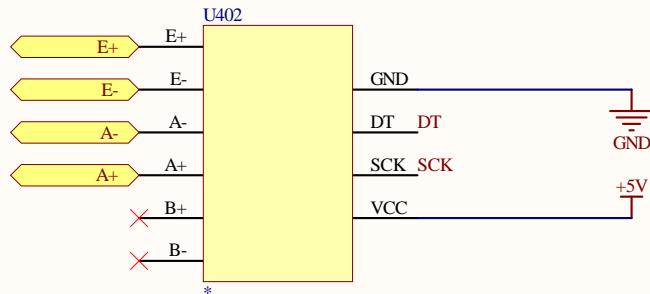 U402
E+ E+
E- E- GND
A- A- DT DT
GND
A+ A+ SCK SCK
+5V
B+ VCC
B-
*